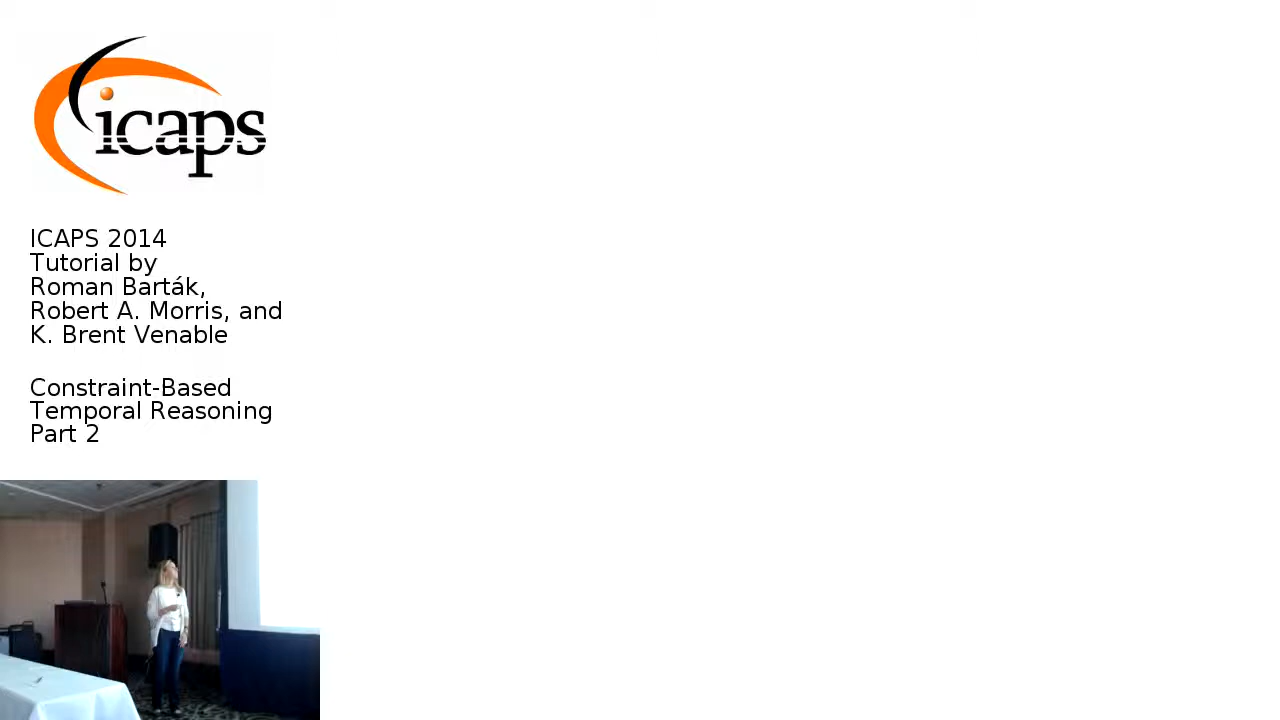 icaps
ICAPS 2014
Tutorial by
Roman Barták,
Robert A. Morris, and
K. Brent Venable
Constraint-Based
Temporal Reasoning
Part 2